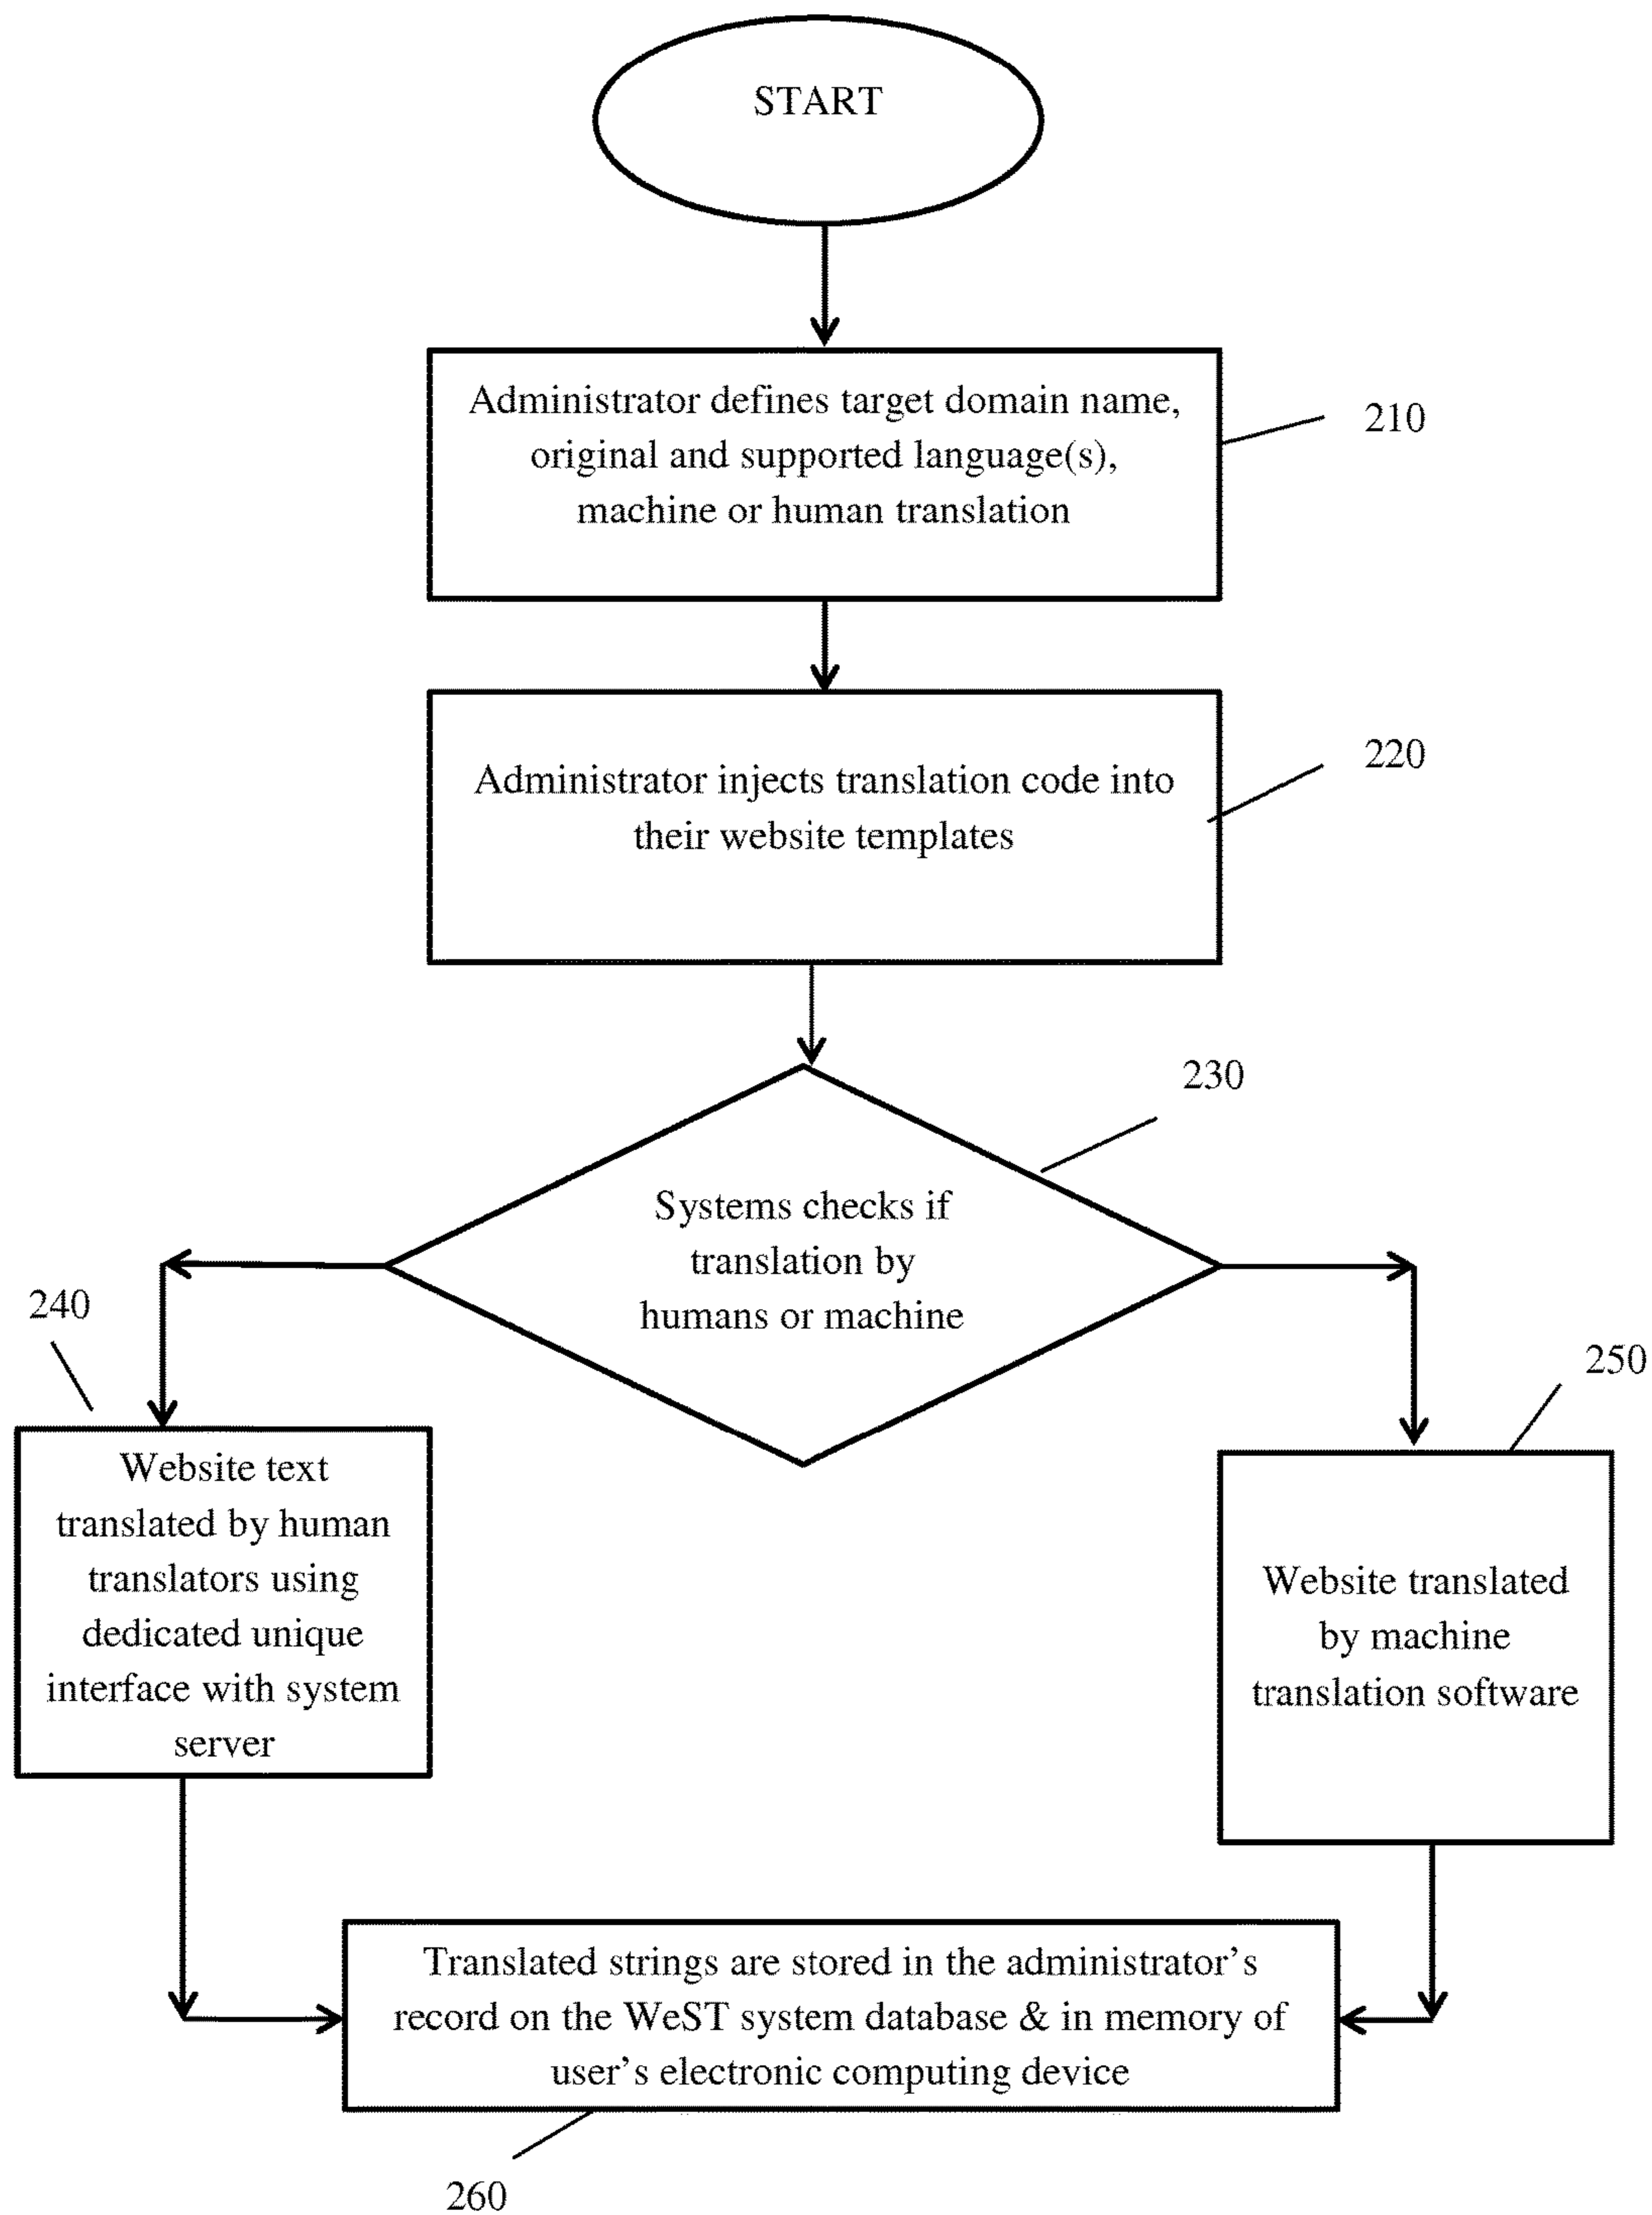 START
Administrator defines target domain name,
original and supported language(s),
machine or human translation
210
Administrator injects translation code into
their website templates
220
230
Systems checks if
translation by
humans or machine
240
Website text
translated by human
translators using
dedicated unique
interface with system
server
250
Website translated
by machine
translation software
Translated strings are stored in the administrator’s
record on the WeST system database & in memory of
user’s electronic computing device
260